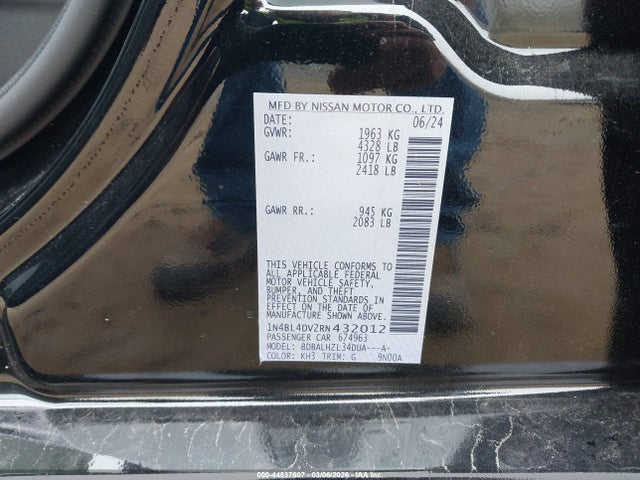 MFD BY NISSAN MOTOR CO., LTD.
DATE: 06/24
GVWR: 1963 KG
4328 LB
GAWR FR.: 1097 KG
2418 LB
GAWR RR.: 945 KG
2083 LB
THIS VEHICLE CONFORMS TO
ALL APPLICABLE FEDERAL
MOTOR VEHICLE SAFETY,
BUMPER, AND THEFT
PREVENTION STANDARDS IN
EFFECT ON THE DATE OF
MANUFACTURE SHOWN ABOVE.
1N4BL4DV2RN432012
PASSENGER CAR 674963
MODEL: BDBALHZL34DUA---A-
COLOR: KH3 TRIM: G 9N00A
000-44537607 - 03/06/2026 - IAA Inc.